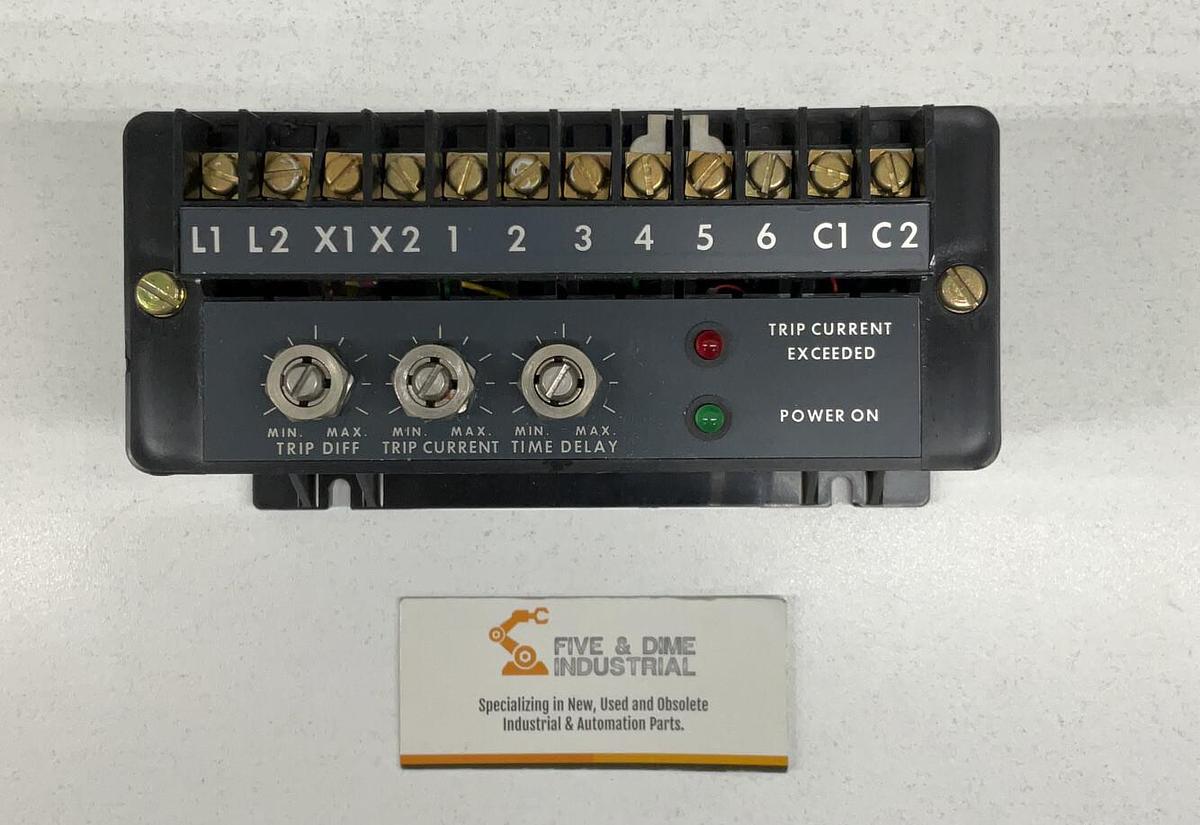 L1 L2 X1 X2 1 2 3 4 5 6 C1 C2
TRIP CURRENT
EXCEEDED
POWER ON
MIN. MAX. MIN. MAX. MIN. MAX.
TRIP DIFF TRIP CURRENT TIME DELAY
FIVE & DIME
INDUSTRIAL
Specializing in New, Used and Obsolete
Industrial & Automation Parts.